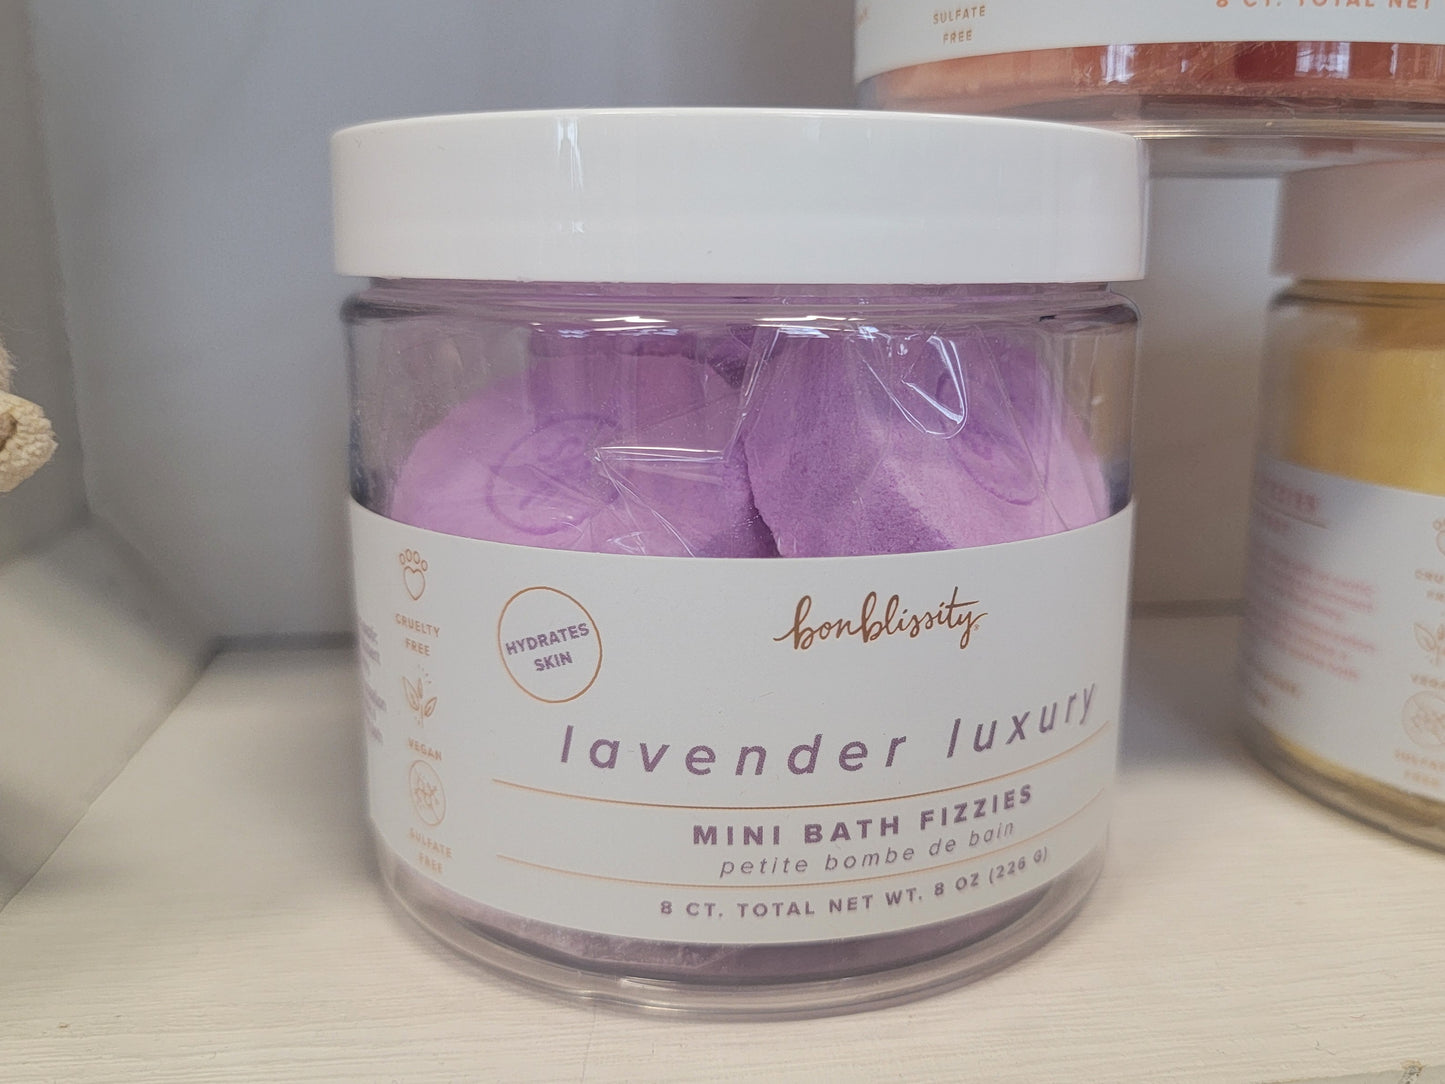 SULFATE
FREE
8 CT. TOTAL NET
CRUELTY
FREE
VEGAN
SULFATE
FREE
HYDRATES
SKIN
bonblissity
lavender luxury
MINI BATH FIZZIES
petite bombe de bain
8 CT. TOTAL NET WT. 8 OZ (226 G)